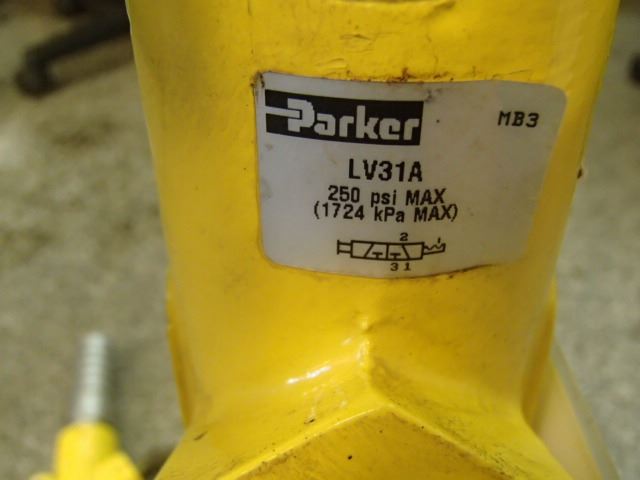 Parker
MB3
LV31A
250 psi MAX
(1724 kPa MAX)
2
3 1